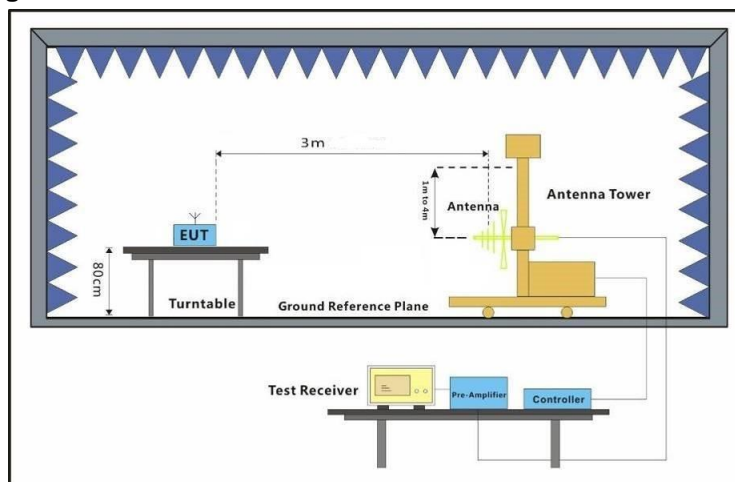 3m
1m to 4m
Antenna
Antenna Tower
EUT
80cm
Turntable
Ground Reference Plane
Test Receiver
Pre-Amplifier
Controller